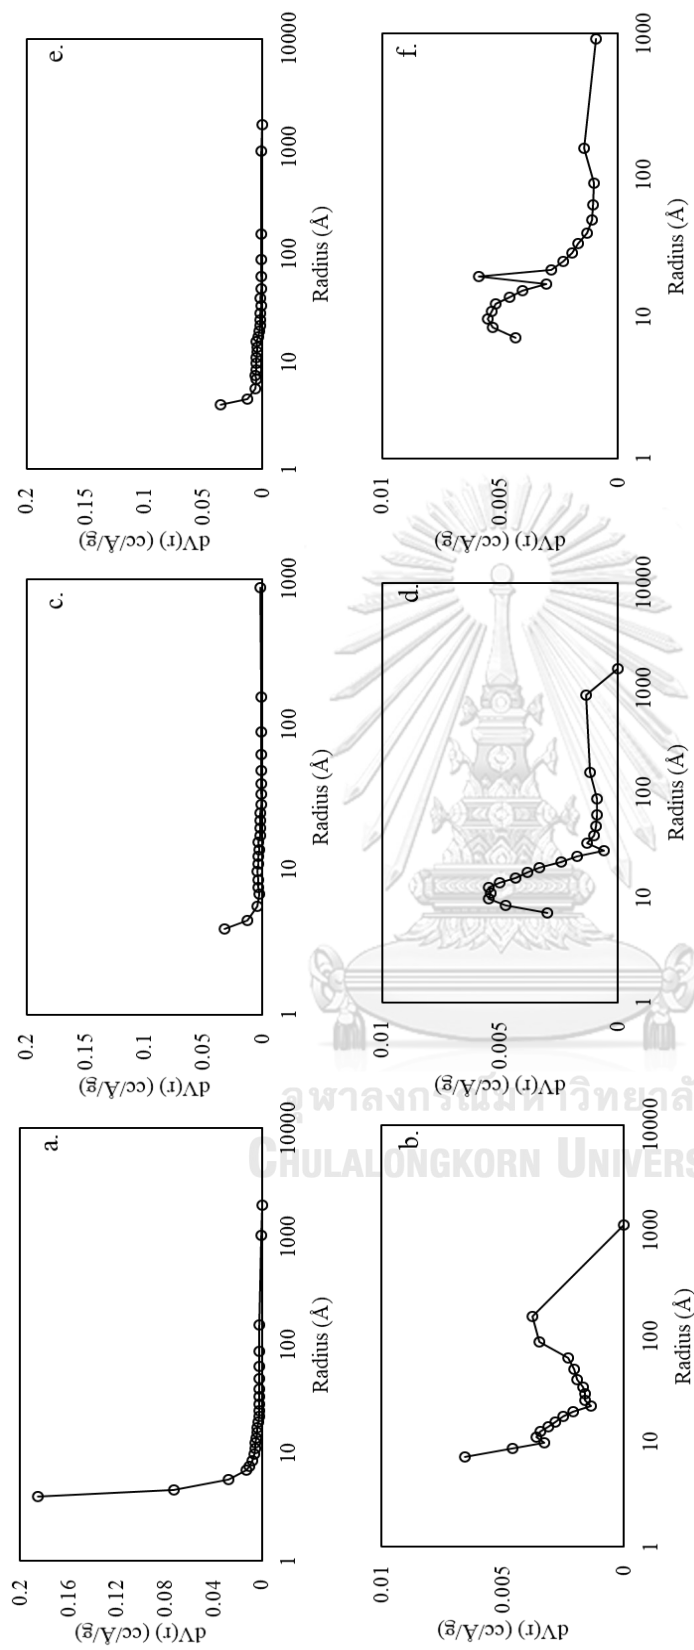 a.
0.2
0.16
0.12
0.08
0.04
0
dV(r) (cc/Å/g)
1
10
100
1000
10000
Radius (Å)
c.
0.2
0.15
0.1
0.05
0
dV(r) (cc/Å/g)
1
10
100
1000
Radius (Å)
e.
0.2
0.15
0.1
0.05
0
dV(r) (cc/Å/g)
1
10
100
1000
10000
Radius (Å)
b.
0.01
0.005
0
dV(r) (cc/Å/g)
1
10
100
1000
10000
Radius (Å)
d.
0.01
0.005
0
dV(r) (cc/Å/g)
1
10
100
1000
10000
Radius (Å)
f.
0.01
0.005
0
dV(r) (cc/Å/g)
1
10
100
1000
Radius (Å)
จุฬาลงกรณ์มหาวิทยาลั
CHULALONGKORN UNIVERS